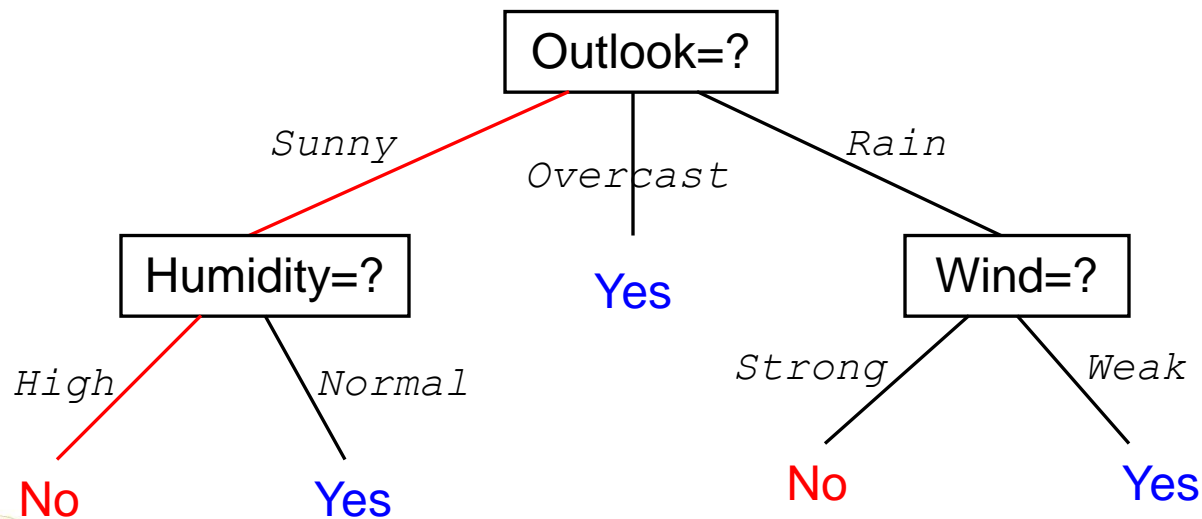 Outlook=?
Sunny
Overcast
Rain
Humidity=?
Yes
Wind=?
High
Normal
Strong
Weak
No
Yes
No
Yes